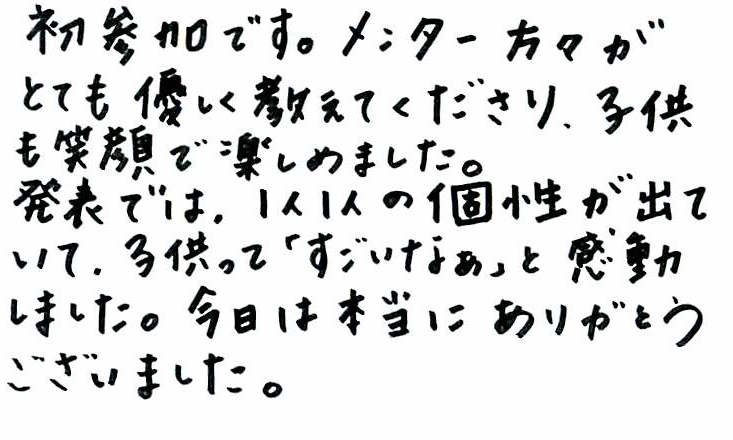 初参加です。メンター方々が
とても優しく教えてくださり、子供
も笑顔で楽しめました。
発表では、1人1人の個性が出て
いて、子供って「すごいなぁ」と感動
しました。今日は本当にありがとう
ございました。